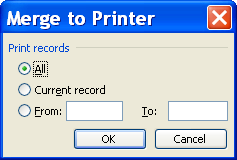 Merge to Printer
Print records
All
Current record
From: To:
OK Cancel